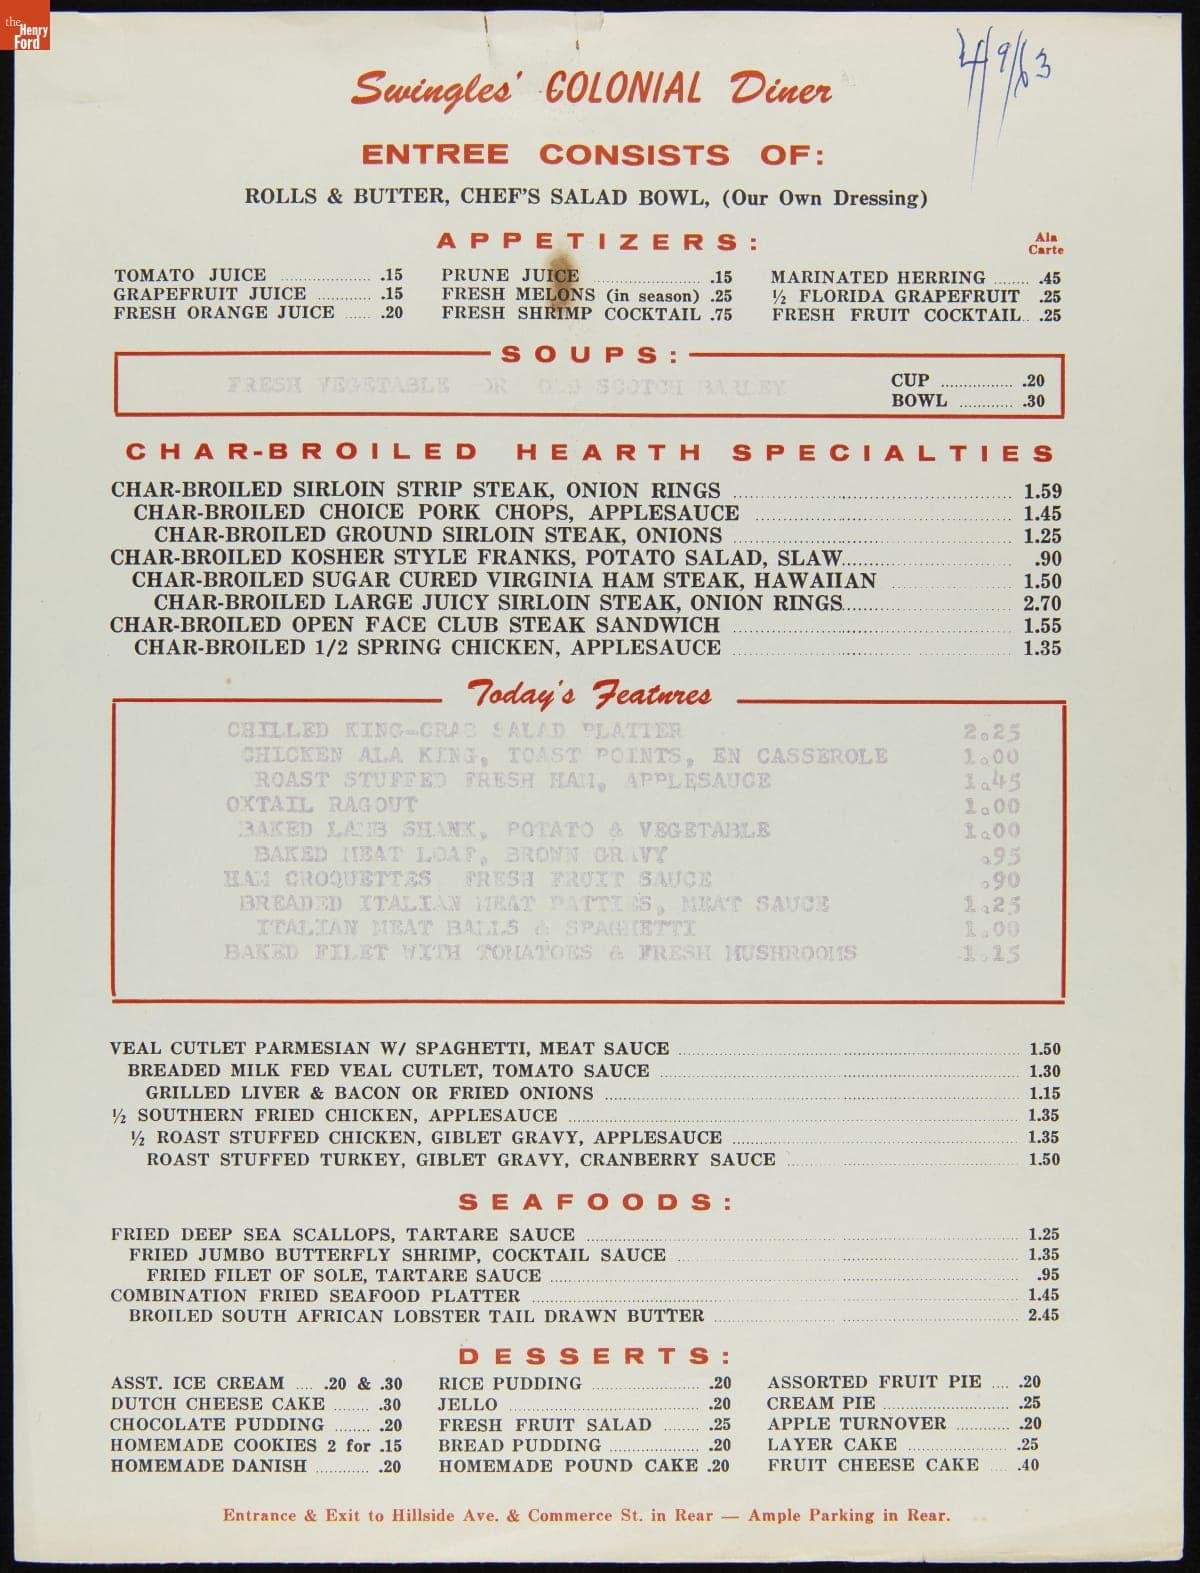 the Henry Ford
4/9/63
Swingles' COLONIAL Diner
ENTREE CONSISTS OF:
ROLLS & BUTTER, CHEF'S SALAD BOWL, (Our Own Dressing)
APPETIZERS:
Ala Carte
TOMATO JUICE .15 PRUNE JUICE .15 MARINATED HERRING .45
GRAPEFRUIT JUICE .15 FRESH MELONS (in season) .25 ½ FLORIDA GRAPEFRUIT .25
FRESH ORANGE JUICE .20 FRESH SHRIMP COCKTAIL .75 FRESH FRUIT COCKTAIL .25
SOUPS:
FRESH VEGETABLE OR OLD SCOTCH BARLEY
CUP .20
BOWL .30
CHAR-BROILED HEARTH SPECIALTIES
CHAR-BROILED SIRLOIN STRIP STEAK, ONION RINGS 1.59
CHAR-BROILED CHOICE PORK CHOPS, APPLESAUCE 1.45
CHAR-BROILED GROUND SIRLOIN STEAK, ONIONS 1.25
CHAR-BROILED KOSHER STYLE FRANKS, POTATO SALAD, SLAW .90
CHAR-BROILED SUGAR CURED VIRGINIA HAM STEAK, HAWAIIAN 1.50
CHAR-BROILED LARGE JUICY SIRLOIN STEAK, ONION RINGS 2.70
CHAR-BROILED OPEN FACE CLUB STEAK SANDWICH 1.55
CHAR-BROILED 1/2 SPRING CHICKEN, APPLESAUCE 1.35
Today's Features
CHILLED KING-CRAB SALAD PLATTER 2.25
CHICKEN ALA KING, TOAST POINTS, EN CASSEROLE 1.00
ROAST STUFFED FRESH HAM, APPLESAUCE 1.45
OXTAIL RAGOUT 1.00
BAKED LAMB SHANK, POTATO & VEGETABLE 1.00
BAKED MEAT LOAF, BROWN GRAVY .95
HAM CROQUETTES FRESH FRUIT SAUCE .90
BREADED ITALIAN MEAT PATTIES, MEAT SAUCE 1.25
ITALIAN MEAT BALLS & SPAGHETTI 1.00
BAKED FILET WITH TOMATOES & FRESH MUSHROOMS 1.15
VEAL CUTLET PARMESIAN W/ SPAGHETTI, MEAT SAUCE 1.50
BREADED MILK FED VEAL CUTLET, TOMATO SAUCE 1.30
GRILLED LIVER & BACON OR FRIED ONIONS 1.15
½ SOUTHERN FRIED CHICKEN, APPLESAUCE 1.35
½ ROAST STUFFED CHICKEN, GIBLET GRAVY, APPLESAUCE 1.35
ROAST STUFFED TURKEY, GIBLET GRAVY, CRANBERRY SAUCE 1.50
SEAFOODS:
FRIED DEEP SEA SCALLOPS, TARTARE SAUCE 1.25
FRIED JUMBO BUTTERFLY SHRIMP, COCKTAIL SAUCE 1.35
FRIED FILET OF SOLE, TARTARE SAUCE .95
COMBINATION FRIED SEAFOOD PLATTER 1.45
BROILED SOUTH AFRICAN LOBSTER TAIL DRAWN BUTTER 2.45
DESSERTS:
ASST. ICE CREAM .20 & .30 RICE PUDDING .20 ASSORTED FRUIT PIE .20
DUTCH CHEESE CAKE .30 JELLO .20 CREAM PIE .25
CHOCOLATE PUDDING .20 FRESH FRUIT SALAD .25 APPLE TURNOVER .20
HOMEMADE COOKIES 2 for .15 BREAD PUDDING .20 LAYER CAKE .25
HOMEMADE DANISH .20 HOMEMADE POUND CAKE .20 FRUIT CHEESE CAKE .40
Entrance & Exit to Hillside Ave. & Commerce St. in Rear — Ample Parking in Rear.